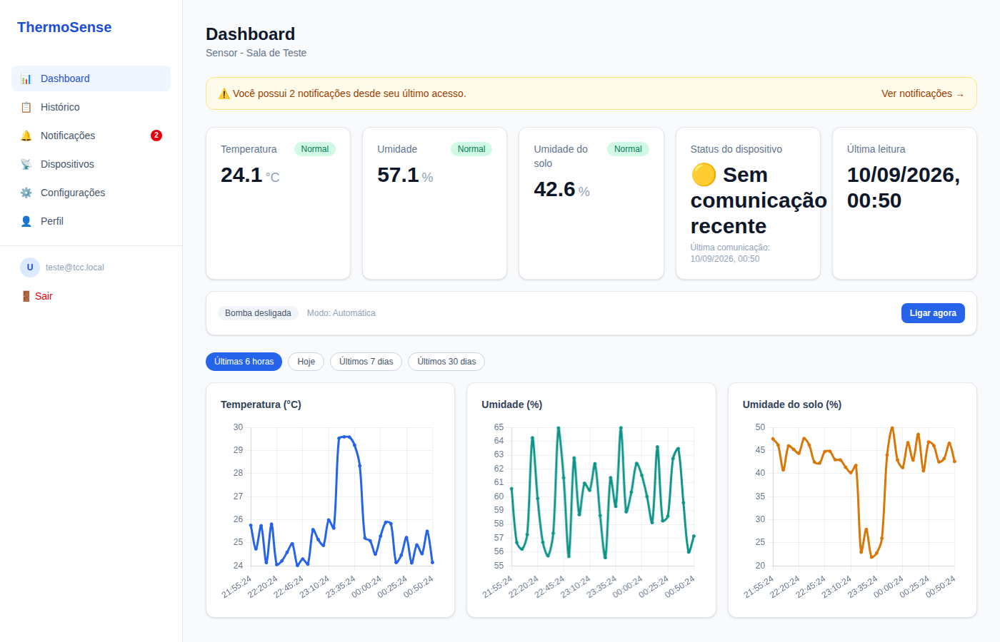 ThermoSense
📊 Dashboard
📋 Histórico
🔔 Notificações 2
📡 Dispositivos
⚙️ Configurações
👤 Perfil
U teste@tcc.local
🚪 Sair
Dashboard
Sensor - Sala de Teste
⚠️ Você possui 2 notificações desde seu último acesso. Ver notificações →
Temperatura Normal
24.1 °C
Umidade Normal
57.1 %
Umidade do Normal
solo
42.6 %
Status do dispositivo
🟡 Sem
comunicação
recente
Última comunicação:
10/09/2026, 00:50
Última leitura
10/09/2026,
00:50
Bomba desligada Modo: Automática Ligar agora
Últimas 6 horas Hoje Últimos 7 dias Últimos 30 dias
Temperatura (°C)
30
29
28
27
26
25
24
21:55:24 22:20:24 22:45:24 23:10:24 23:35:24 00:00:24 00:25:24 00:50:24
Umidade (%)
65
64
63
62
61
60
59
58
57
56
55
21:55:24 22:20:24 22:45:24 23:10:24 23:35:24 00:00:24 00:25:24 00:50:24
Umidade do solo (%)
50
45
40
35
30
25
20
21:55:24 22:20:24 22:45:24 23:10:24 23:35:24 00:00:24 00:25:24 00:50:24